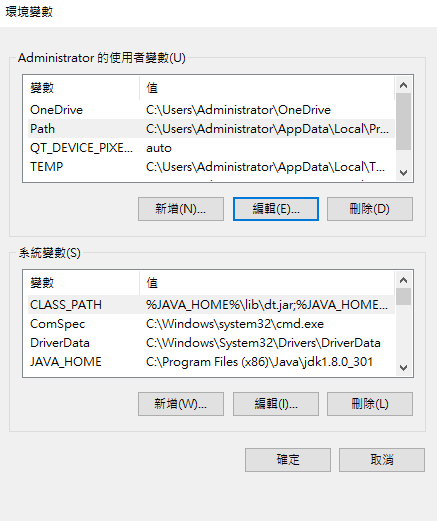 環境變數
Administrator 的使用者變數(U)
變數 值
OneDrive C:\Users\Administrator\OneDrive
Path C:\Users\Administrator\AppData\Local\Pr...
QT_DEVICE_PIXE... auto
TEMP C:\Users\Administrator\AppData\Local\T...
新增(N)... 編輯(E)... 刪除(D)
系統變數(S)
變數 值
CLASS_PATH %JAVA_HOME%\lib\dt.jar;%JAVA_HOME...
ComSpec C:\Windows\system32\cmd.exe
DriverData C:\Windows\System32\Drivers\DriverData
JAVA_HOME C:\Program Files (x86)\Java\jdk1.8.0_301
新增(W)... 編輯(I)... 刪除(L)
確定 取消